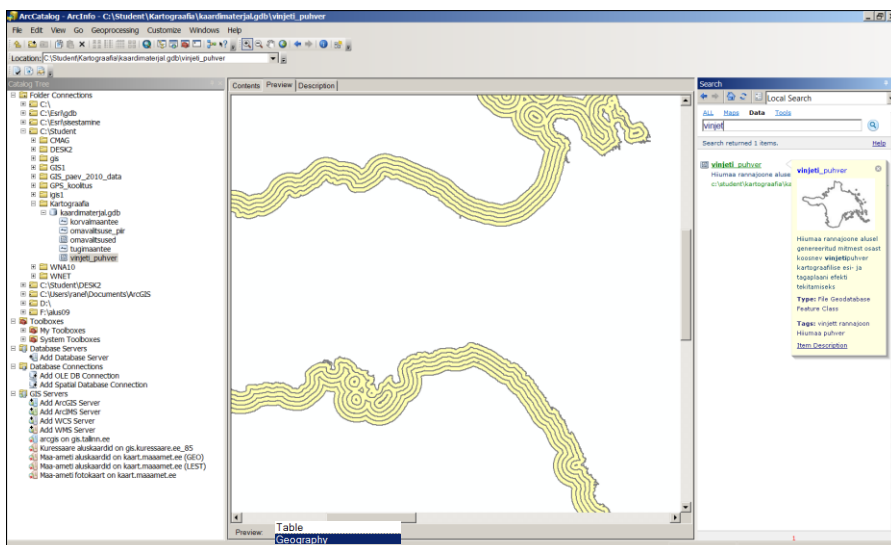 ArcCatalog - ArcInfo - C:\Student\Kartograafia\kaardimaterjal.gdb\vinjeti_puhver
File Edit View Go Geoprocessing Customize Windows Help
Location: C:\Student\Kartograafia\kaardimaterjal.gdb\vinjeti_puhver
Catalog Tree
Folder Connections
C:\
C:\Esri\gdb
C:\Esri\sisestamine
C:\Student
CMAG
DESK2
gis
GIS1
GIS_paev_2010_data
GPS_koolitus
igis1
Kartograafia
kaardimaterjal.gdb
korvalmaantee
omavalitsuse_piir
omavalitsused
tugimaantee
vinjeti_puhver
WNA10
WNET
C:\Student\DESK2
C:\Users\ranel\Documents\ArcGIS
D:\
F:\alus09
Toolboxes
My Toolboxes
System Toolboxes
Database Servers
Add Database Server
Database Connections
Add OLE DB Connection
Add Spatial Database Connection
GIS Servers
Add ArcGIS Server
Add ArcIMS Server
Add WCS Server
Add WMS Server
arcgis on gis.tallinn.ee
Kuressaare aluskaardid on gis.kuressaare.ee_85
Maa-ameti aluskaardid on kaart.maaamet.ee (GEO)
Maa-ameti aluskaardid on kaart.maaamet.ee (LEST)
Maa-ameti fotokaart on kaart.maaamet.ee
Contents Preview Description
Preview:
Table
Geography
Search
Local Search
ALL Maps Data Tools
vinjet
Search returned 1 items. Help
vinjeti_puhver
Hiiumaa rannajoone aluse
c:\student\kartograafia\ka
vinjeti_puhver
Hiiumaa rannajoone alusel
genereeritud mitmest osast
koosnev vinjetipuhver
kartograafilise esi- ja
tagaplaani efekti
tekitamiseks
Type: File Geodatabase
Feature Class
Tags: vinjett rannajoon
Hiiumaa puhver
Item Description
1